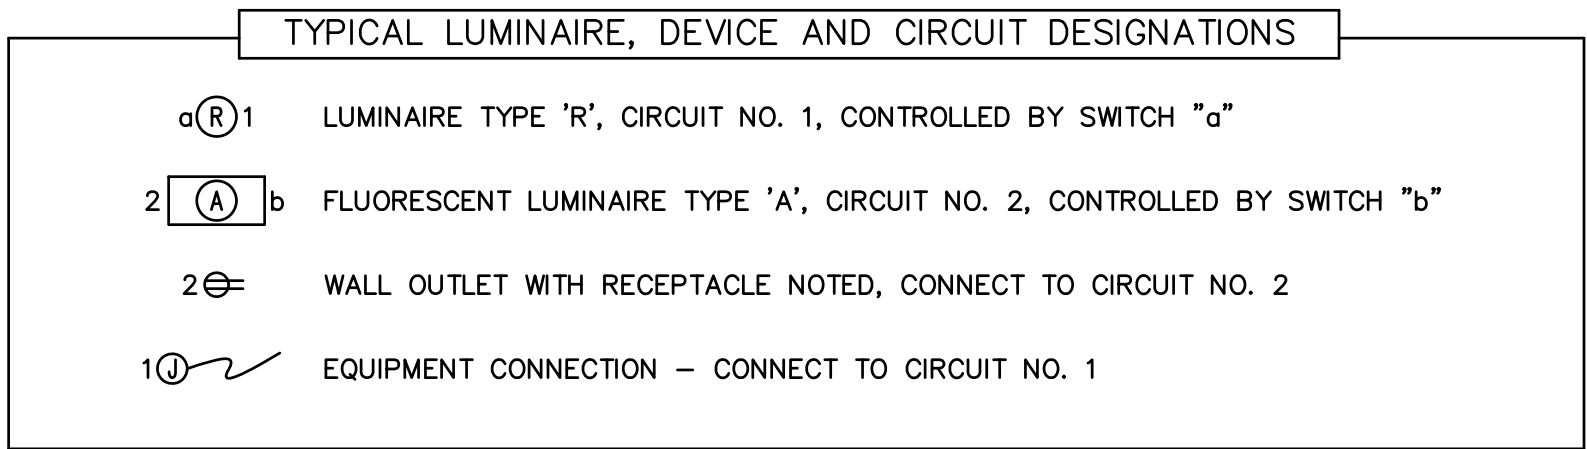 TYPICAL LUMINAIRE, DEVICE AND CIRCUIT DESIGNATIONS
a R 1 LUMINAIRE TYPE 'R', CIRCUIT NO. 1, CONTROLLED BY SWITCH "a"
2 A b FLUORESCENT LUMINAIRE TYPE 'A', CIRCUIT NO. 2, CONTROLLED BY SWITCH "b"
2 WALL OUTLET WITH RECEPTACLE NOTED, CONNECT TO CIRCUIT NO. 2
1 J EQUIPMENT CONNECTION – CONNECT TO CIRCUIT NO. 1